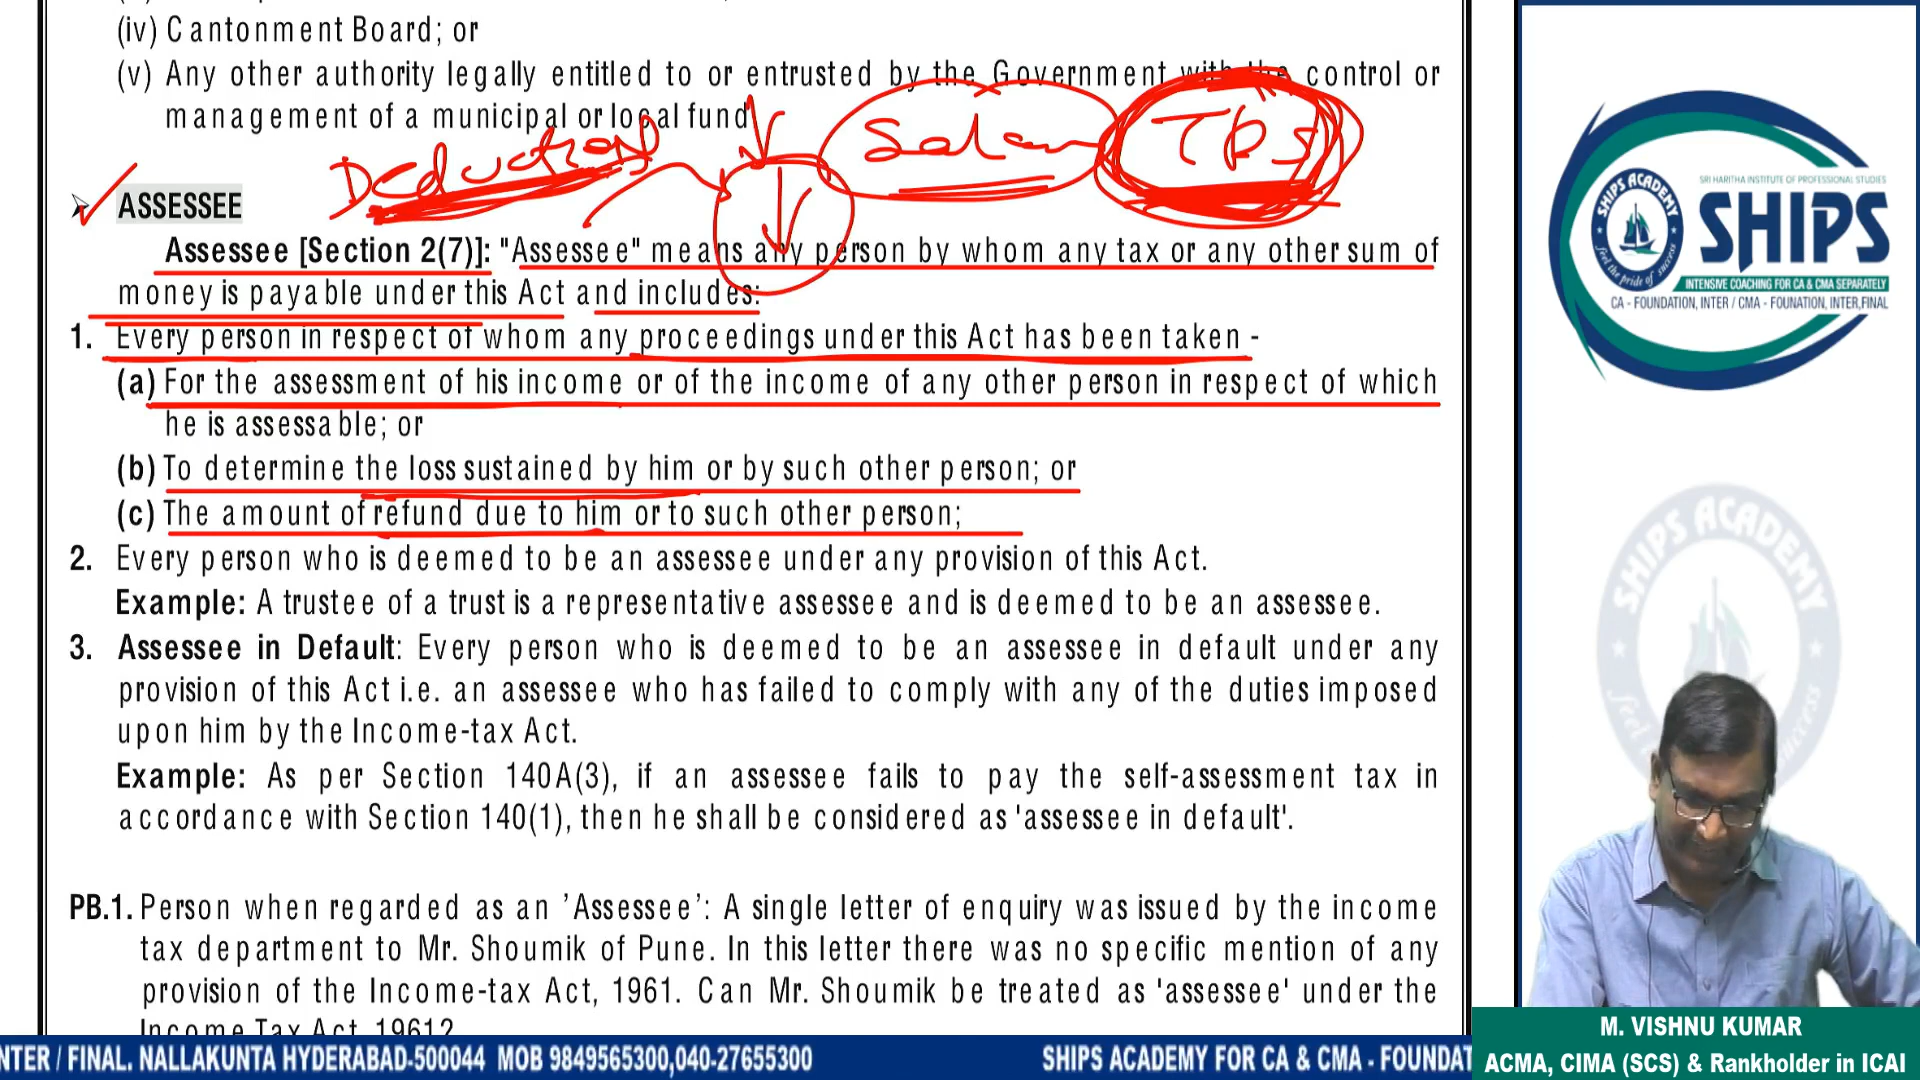 (iv) Cantonment Board; or
(v) Any other authority legally entitled to or entrusted by the Government with the control or
management of a municipal or local fund
Deductions
Salary
TDS
ASSESSEE
Assessee [Section 2(7)]: "Assessee" means any person by whom any tax or any other sum of
money is payable under this Act and includes:
1. Every person in respect of whom any proceedings under this Act has been taken -
(a) For the assessment of his income or of the income of any other person in respect of which
he is assessable; or
(b) To determine the loss sustained by him or by such other person; or
(c) The amount of refund due to him or to such other person;
2. Every person who is deemed to be an assessee under any provision of this Act.
Example: A trustee of a trust is a representative assessee and is deemed to be an assessee.
3. Assessee in Default: Every person who is deemed to be an assessee in default under any
provision of this Act i.e. an assessee who has failed to comply with any of the duties imposed
upon him by the Income-tax Act.
Example: As per Section 140A(3), if an assessee fails to pay the self-assessment tax in
accordance with Section 140(1), then he shall be considered as 'assessee in default'.
PB.1. Person when regarded as an 'Assessee': A single letter of enquiry was issued by the income
tax department to Mr. Shoumik of Pune. In this letter there was no specific mention of any
provision of the Income-tax Act, 1961. Can Mr. Shoumik be treated as 'assessee' under the
Income Tax Act, 1961?
SRI HARITHA INSTITUTE OF PROFESSIONAL STUDIES
SHIPS ACADEMY
feel the pride of success
SHIPS
INTENSIVE COACHING FOR CA & CMA SEPARATELY
CA - FOUNDATION, INTER / CMA - FOUNATION, INTER,FINAL
SHIPS ACADEMY
feel
success
M. VISHNU KUMAR
ACMA, CIMA (SCS) & Rankholder in ICAI
NTER / FINAL. NALLAKUNTA HYDERABAD-500044 MOB 9849565300,040-27655300
SHIPS ACADEMY FOR CA & CMA - FOUNDAT